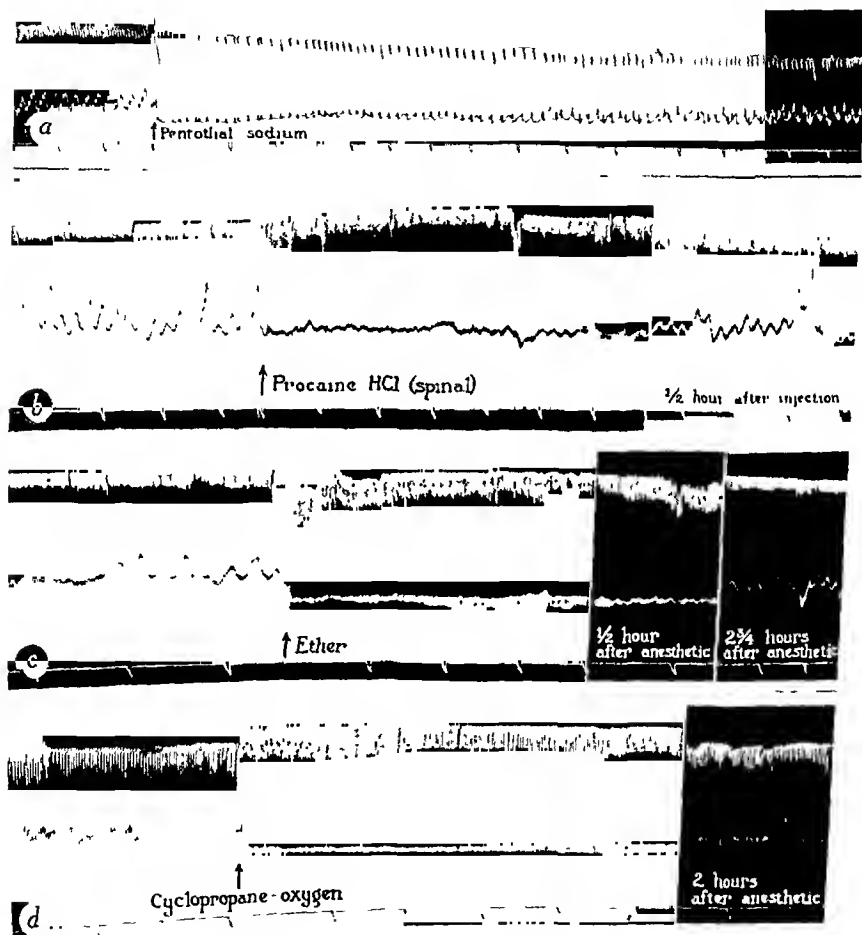 a
Pentothal sodium
Procaine HCl (spinal)
b
½ hour after injection
½ hour
after anesthetic
2¾ hours
after anesthetic
Ether
c
Cyclopropane-oxygen
2 hours
after anesthetic
d